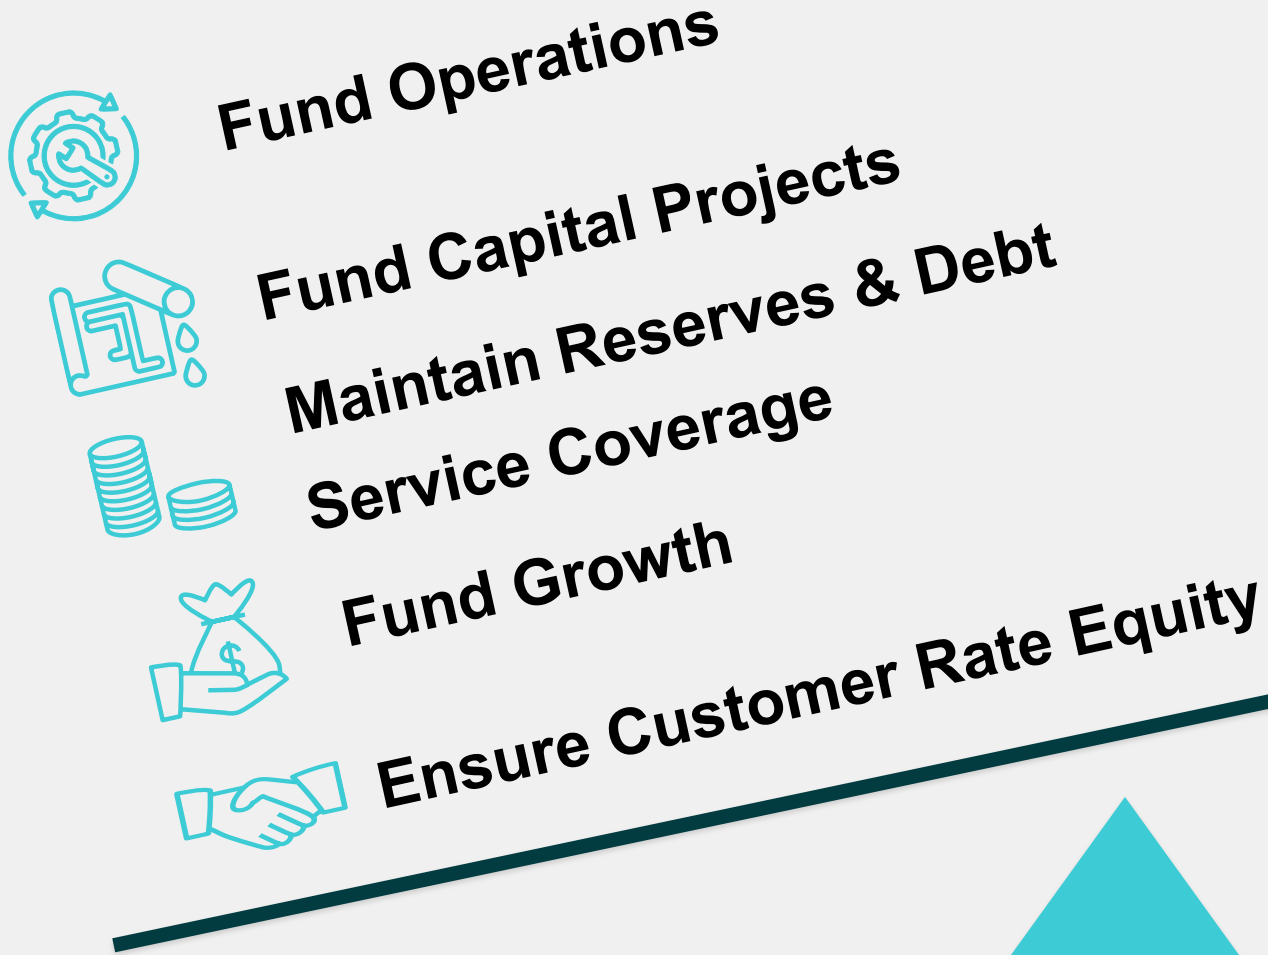 Fund Operations
Fund Capital Projects
Maintain Reserves & Debt
Service Coverage
Fund Growth
$
Ensure Customer Rate Equity